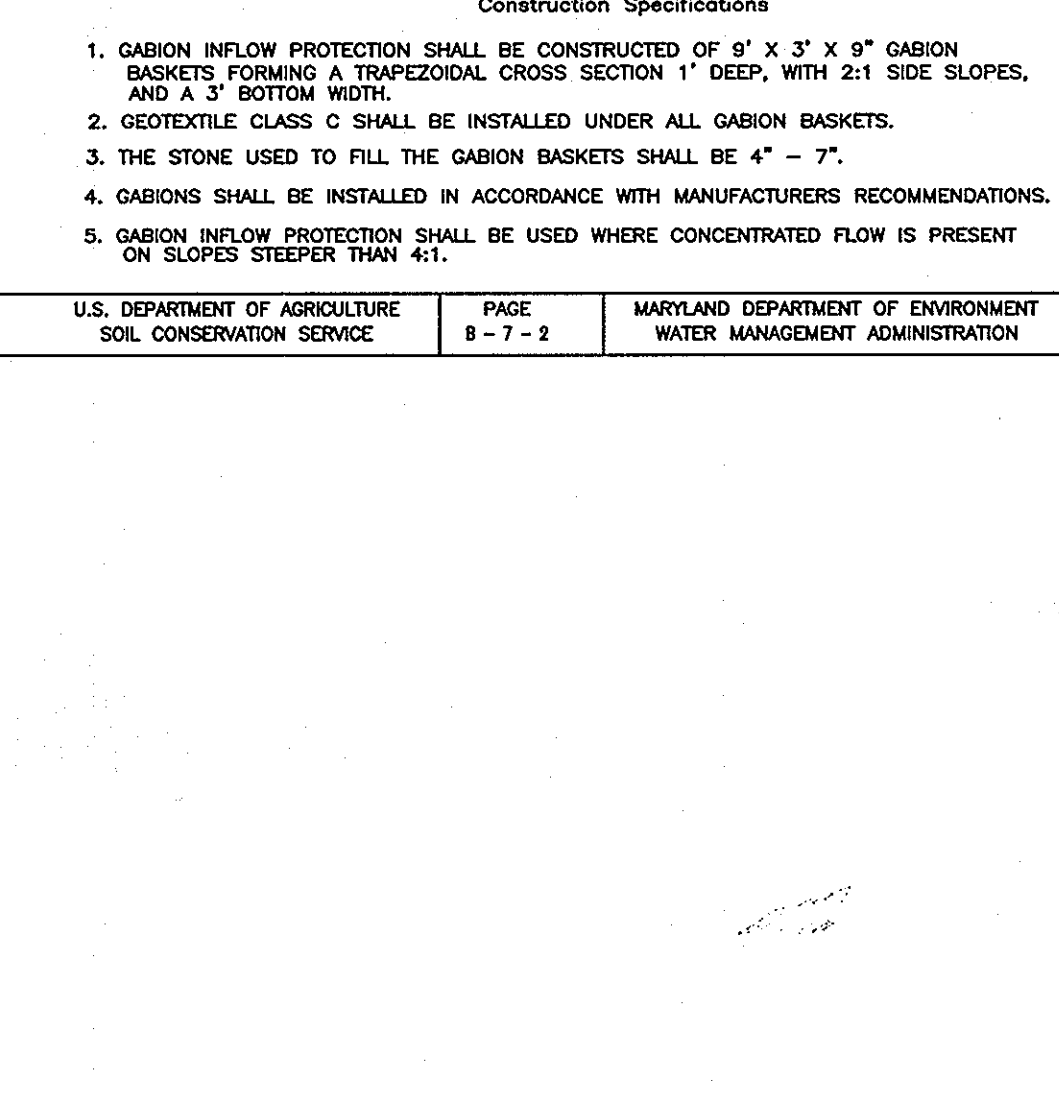 Construction Specifications
1. GABION INFLOW PROTECTION SHALL BE CONSTRUCTED OF 9' X 3' X 9" GABION
BASKETS FORMING A TRAPEZOIDAL CROSS SECTION 1' DEEP, WITH 2:1 SIDE SLOPES,
AND A 3' BOTTOM WIDTH.
2. GEOTEXTILE CLASS C SHALL BE INSTALLED UNDER ALL GABION BASKETS.
3. THE STONE USED TO FILL THE GABION BASKETS SHALL BE 4" – 7".
4. GABIONS SHALL BE INSTALLED IN ACCORDANCE WITH MANUFACTURERS RECOMMENDATIONS.
5. GABION INFLOW PROTECTION SHALL BE USED WHERE CONCENTRATED FLOW IS PRESENT
ON SLOPES STEEPER THAN 4:1.
U.S. DEPARTMENT OF AGRICULTURE
SOIL CONSERVATION SERVICE
PAGE
B – 7 – 2
MARYLAND DEPARTMENT OF ENVIRONMENT
WATER MANAGEMENT ADMINISTRATION